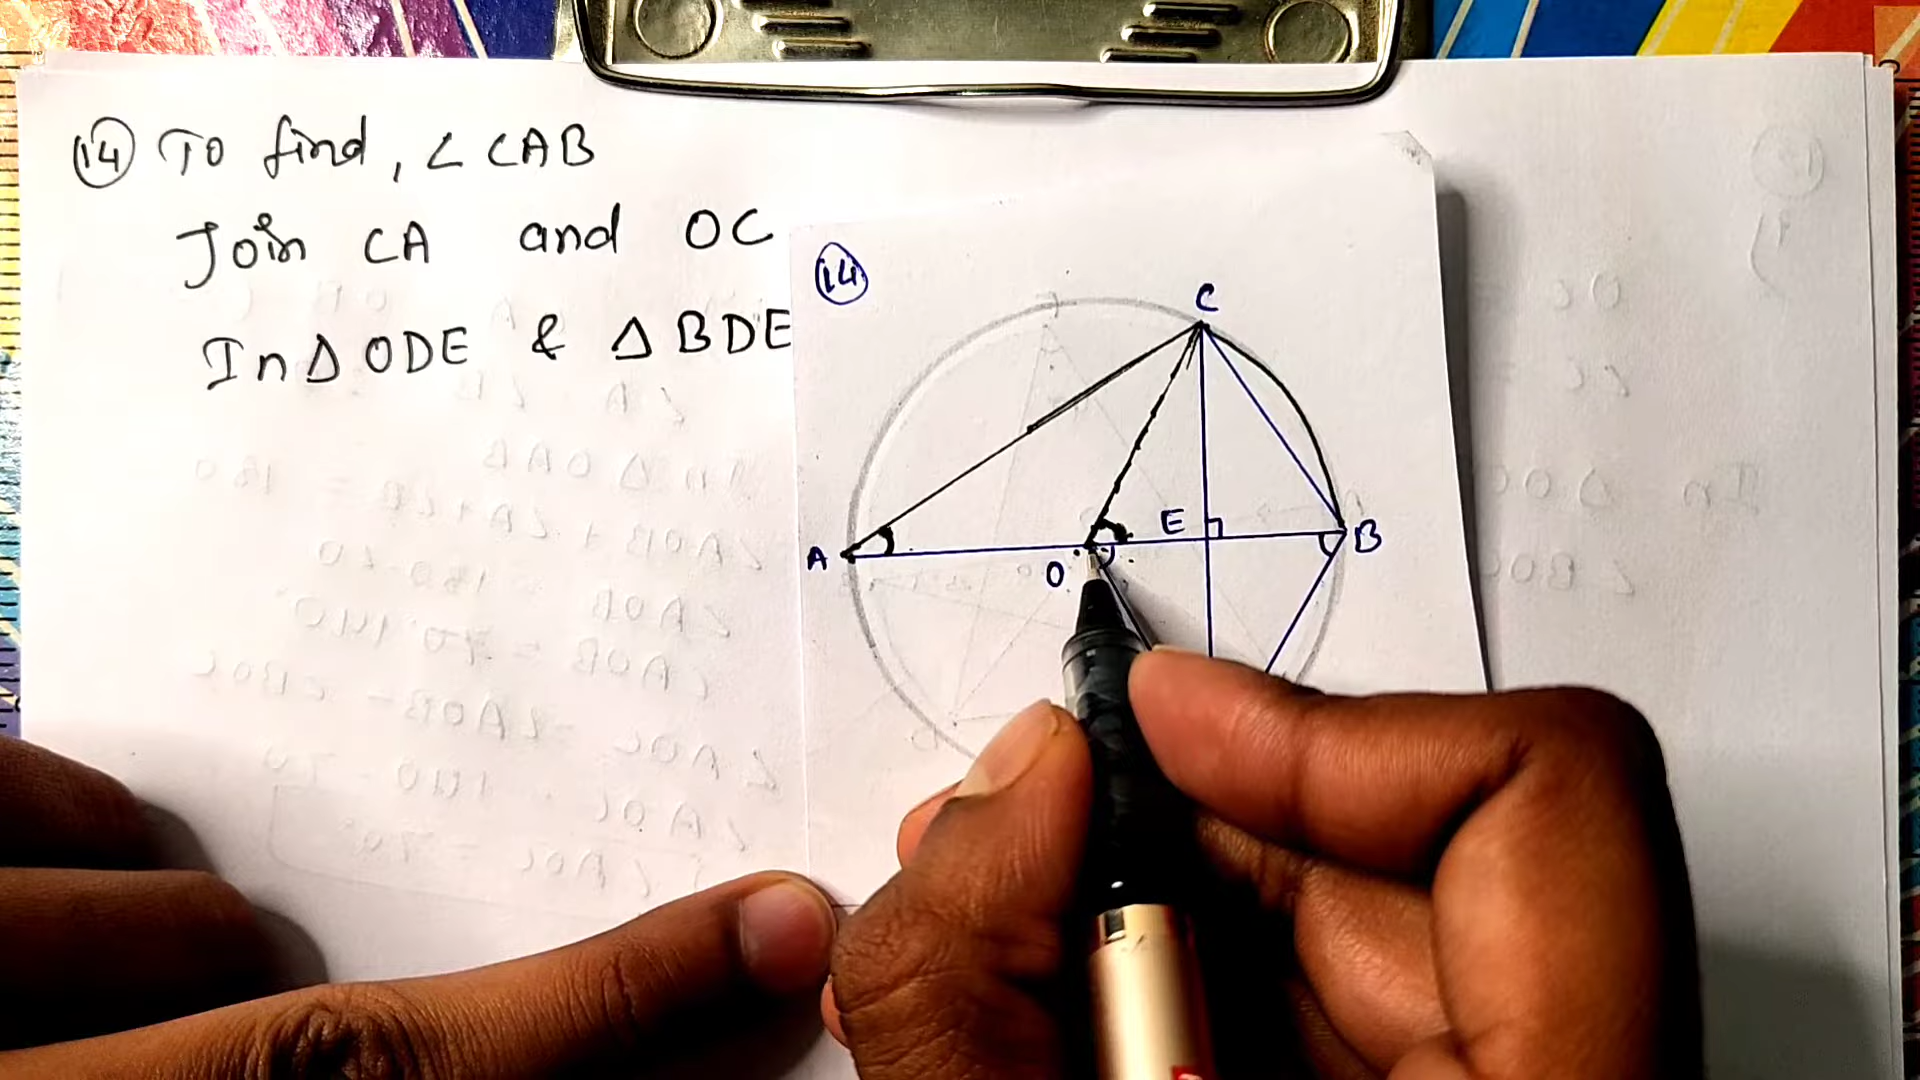 14 To find, ∠CAB
Join CA and OC
In △ ODE & △ BDE
14
C
A
O
E
B